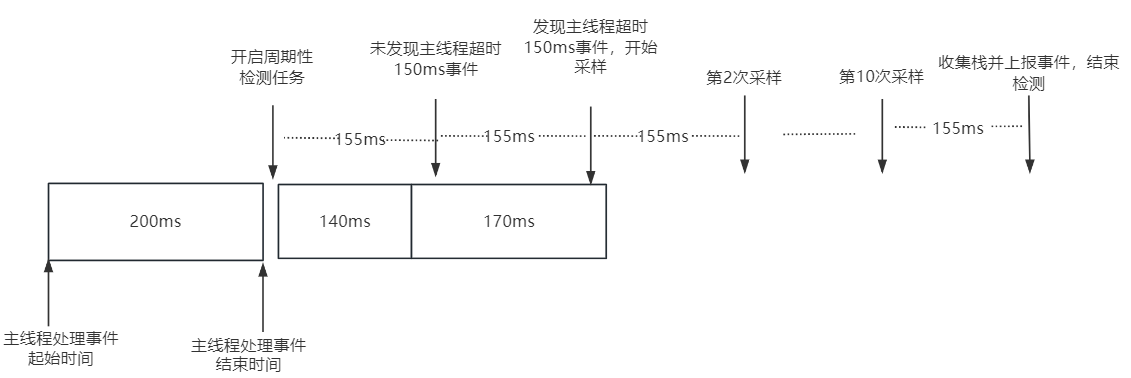 开启周期性
检测任务
未发现主线程超时
150ms事件
发现主线程超时
150ms事件，开始
采样
第2次采样
第10次采样
收集栈并上报事件，结束
检测
155ms
155ms
155ms
155ms
200ms
140ms
170ms
主线程处理事件
起始时间
主线程处理事件
结束时间